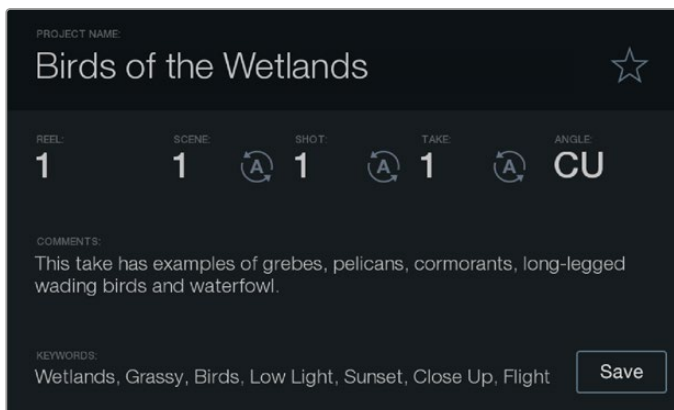 PROJECT NAME:
Birds of the Wetlands
REEL: SCENE: SHOT: TAKE: ANGLE:
1 1 A 1 A 1 A CU
COMMENTS:
This take has examples of grebes, pelicans, cormorants, long-legged
wading birds and waterfowl.
KEYWORDS:
Wetlands, Grassy, Birds, Low Light, Sunset, Close Up, Flight
Save